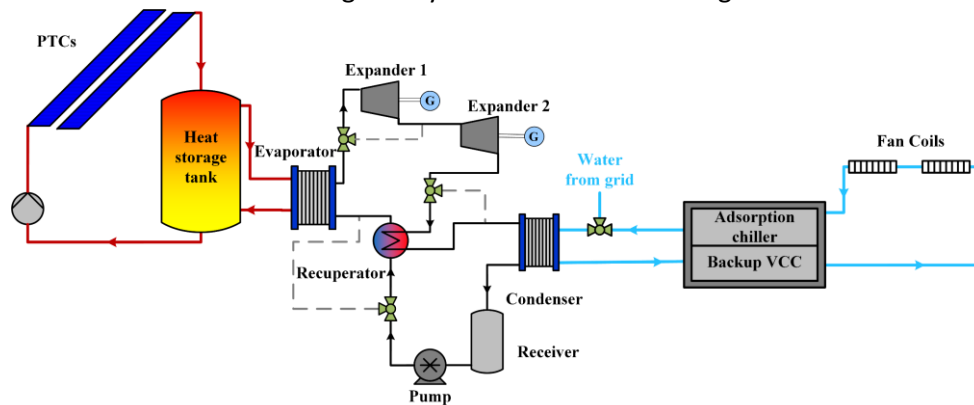 PTCs
Expander 1
G
Expander 2
G
Heat
storage
tank
Evaporator
Fan Coils
Water
from grid
Adsorption
chiller
Backup VCC
Recuperator
Condenser
Receiver
Pump